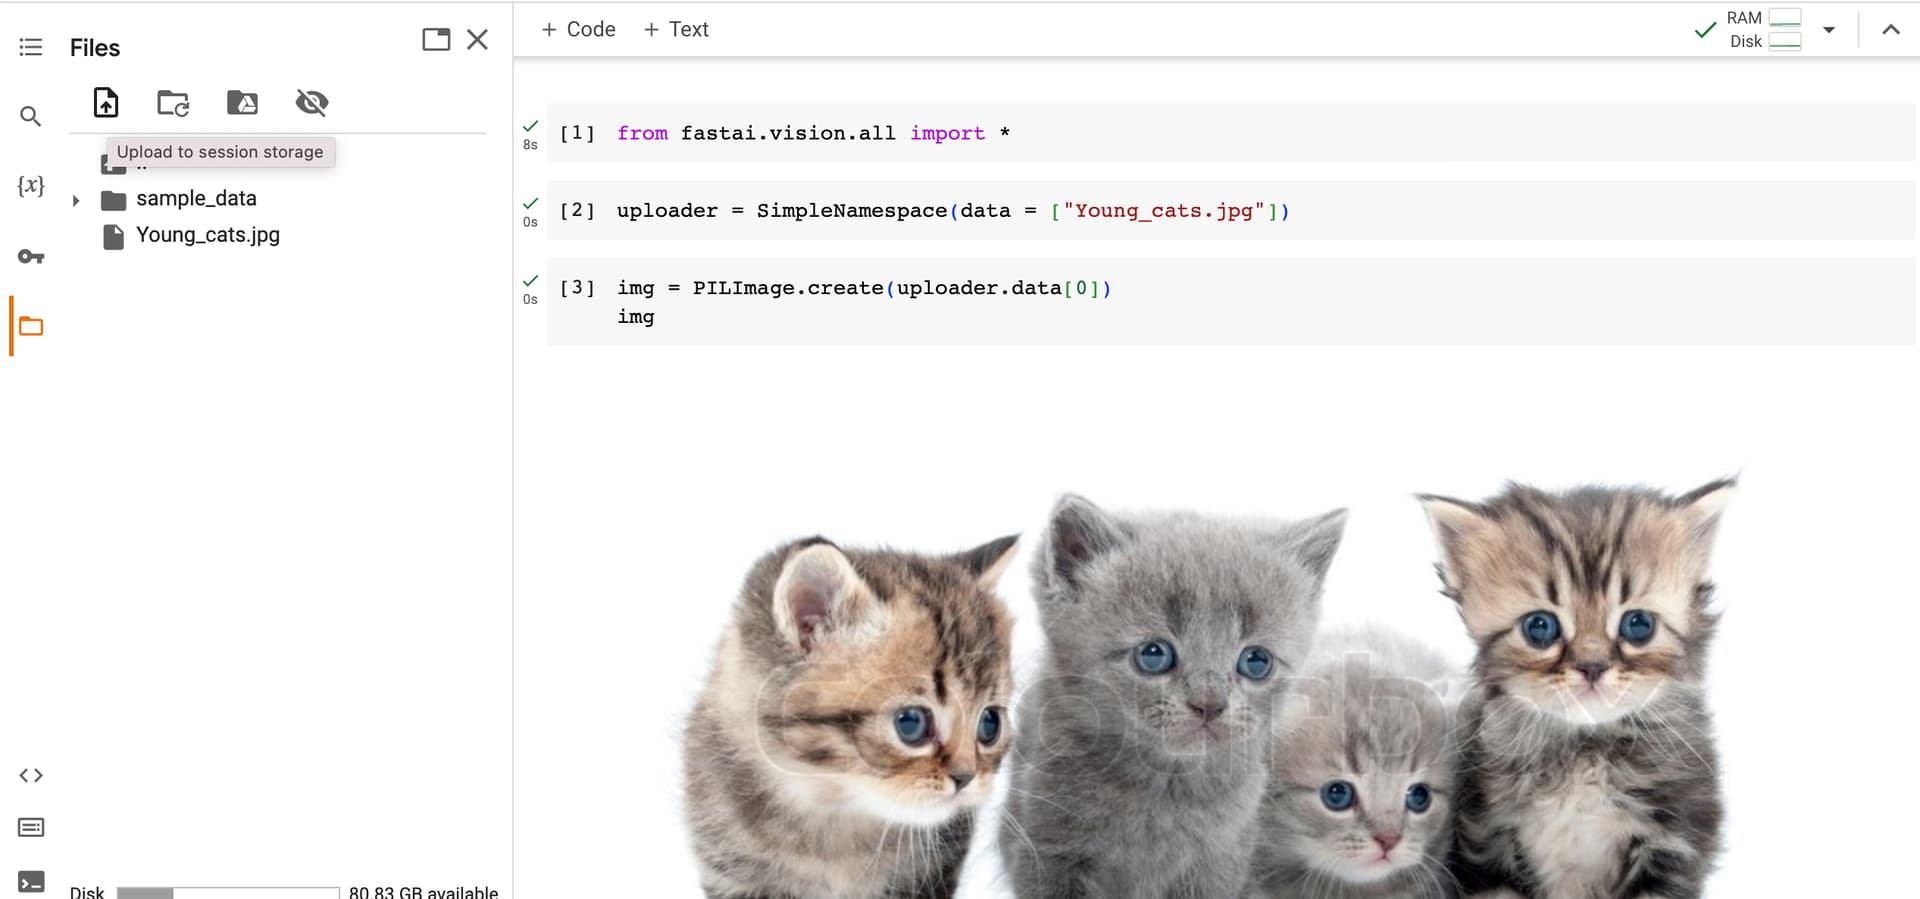 Files
Upload to session storage
..
sample_data
Young_cats.jpg
Disk 80.83 GB available
+ Code + Text
RAM
Disk
8s
[1] from fastai.vision.all import *
0s
[2] uploader = SimpleNamespace(data = ["Young_cats.jpg"])
0s
[3] img = PILImage.create(uploader.data[0])
img
{x}
colourbox